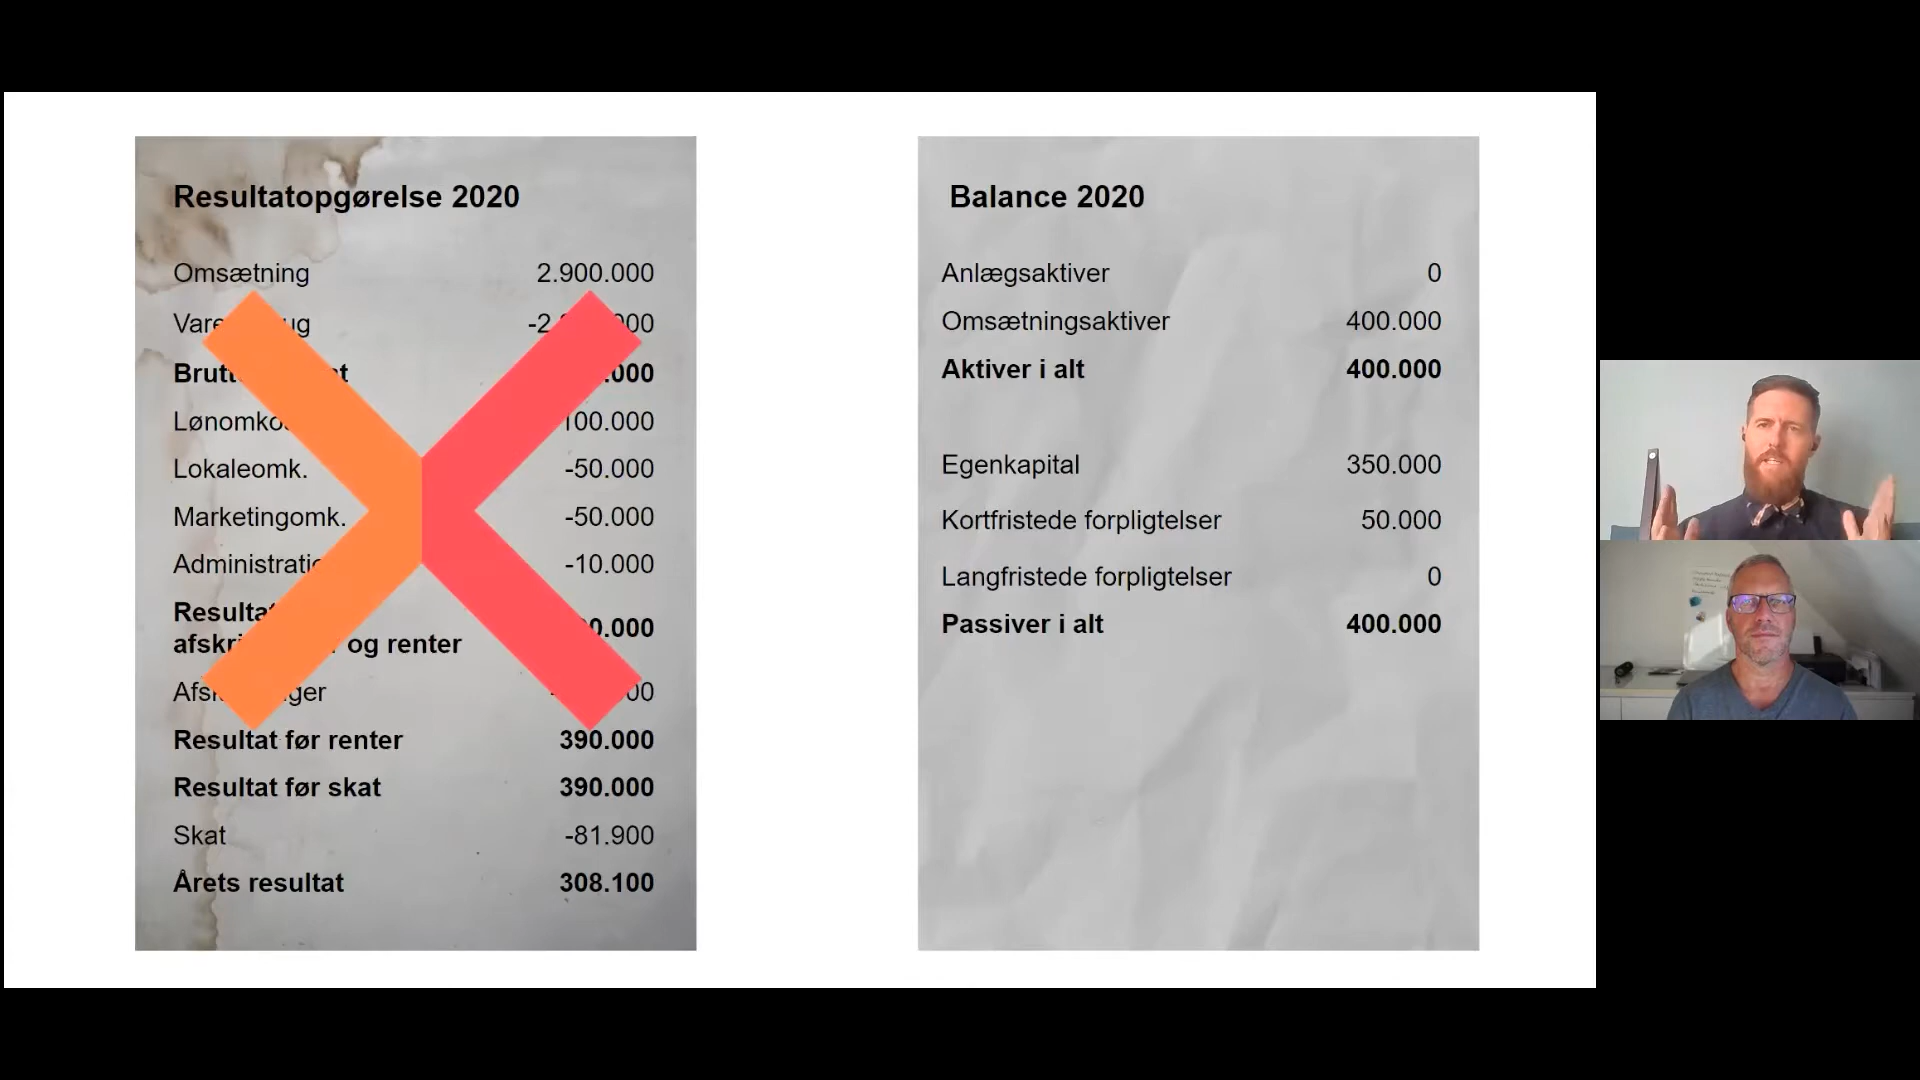 Resultatopgørelse 2020
Omsætning 2.900.000
Lokaleomk. -50.000
Marketingomk. -50.000
-10.000
og renter
Resultat før renter 390.000
Resultat før skat 390.000
Skat -81.900
Årets resultat 308.100
Balance 2020
Anlægsaktiver 0
Omsætningsaktiver 400.000
Aktiver i alt 400.000
Egenkapital 350.000
Kortfristede forpligtelser 50.000
Langfristede forpligtelser 0
Passiver i alt 400.000